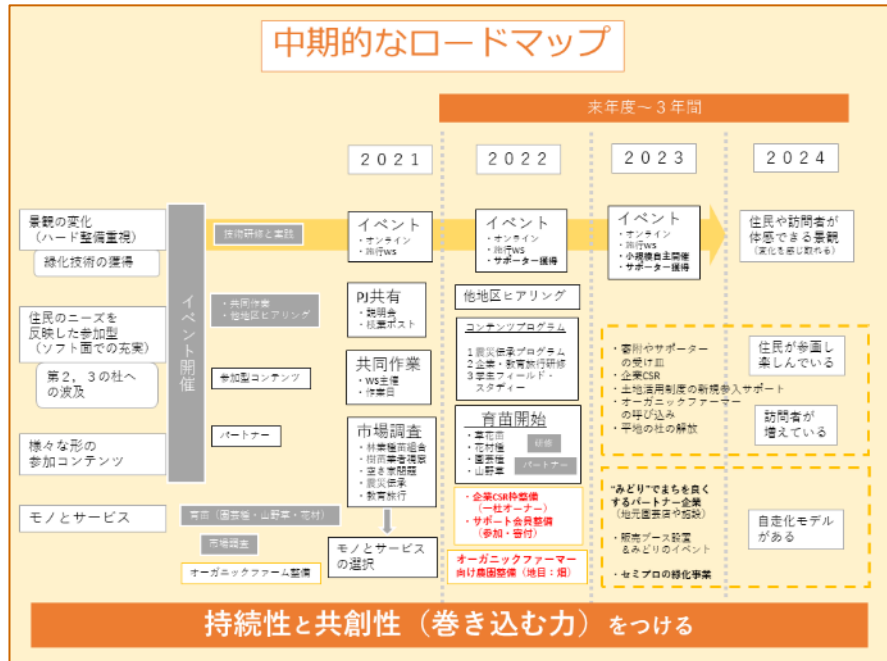 中期的なロードマップ
来年度～3年間
2021
2022
2023
2024
景観の変化
（ハード整備重視）
緑化技術の獲得
住民のニーズを
反映した参加型
（ソフト面での充実）
第2，3の杜へ
の波及
様々な形の
参加コンテンツ
モノとサービス
イベント開催
技術研修と実践
・共同作業
・他地区ヒアリング
参加型コンテンツ
パートナー
育苗（園芸種・山野草・花材）
市場調査
オーガニックファーム整備
イベント
・オンライン
・旅行WS
PJ共有
・説明会
・枝葉ポスト
共同作業
・WS主催
・作業日
市場調査
・林業種苗組合
・樹苗業者視察
・空き家問題
・震災伝承
・教育旅行
モノとサービス
の選択
イベント
・オンライン
・旅行WS
・サポーター獲得
他地区ヒアリング
コンテンツプログラム
1震災伝承プログラム
2企業・教育旅行研修
3学生フィールド・
スタディー
育苗開始
・草花苗
・花材種
・園芸種
・山野草
研修
パートナー
・企業CSR枠整備
（一社オーナー）
・サポート会員整備
（参加・寄付）
オーガニックファーマー
向け農園整備（地目：畑）
イベント
・オンライン
・旅行WS
・小規模自主開催
・サポーター獲得
・寄附やサポーター
の受け皿
・企業CSR
・土地活用制度の新規参入サポート
・オーガニックファーマー
の呼び込み
・平地の杜の解放
“みどり”でまちを良く
するパートナー企業
（地元園芸店や施設）
・販売ブース設置
＆みどりのイベント
・セミプロの緑化事業
住民や訪問者が
体感できる景観
（変化を感じ取れる）
住民が参画し
楽しんでいる
訪問者が
増えている
自走化モデル
がある
持続性と共創性（巻き込む力）をつける